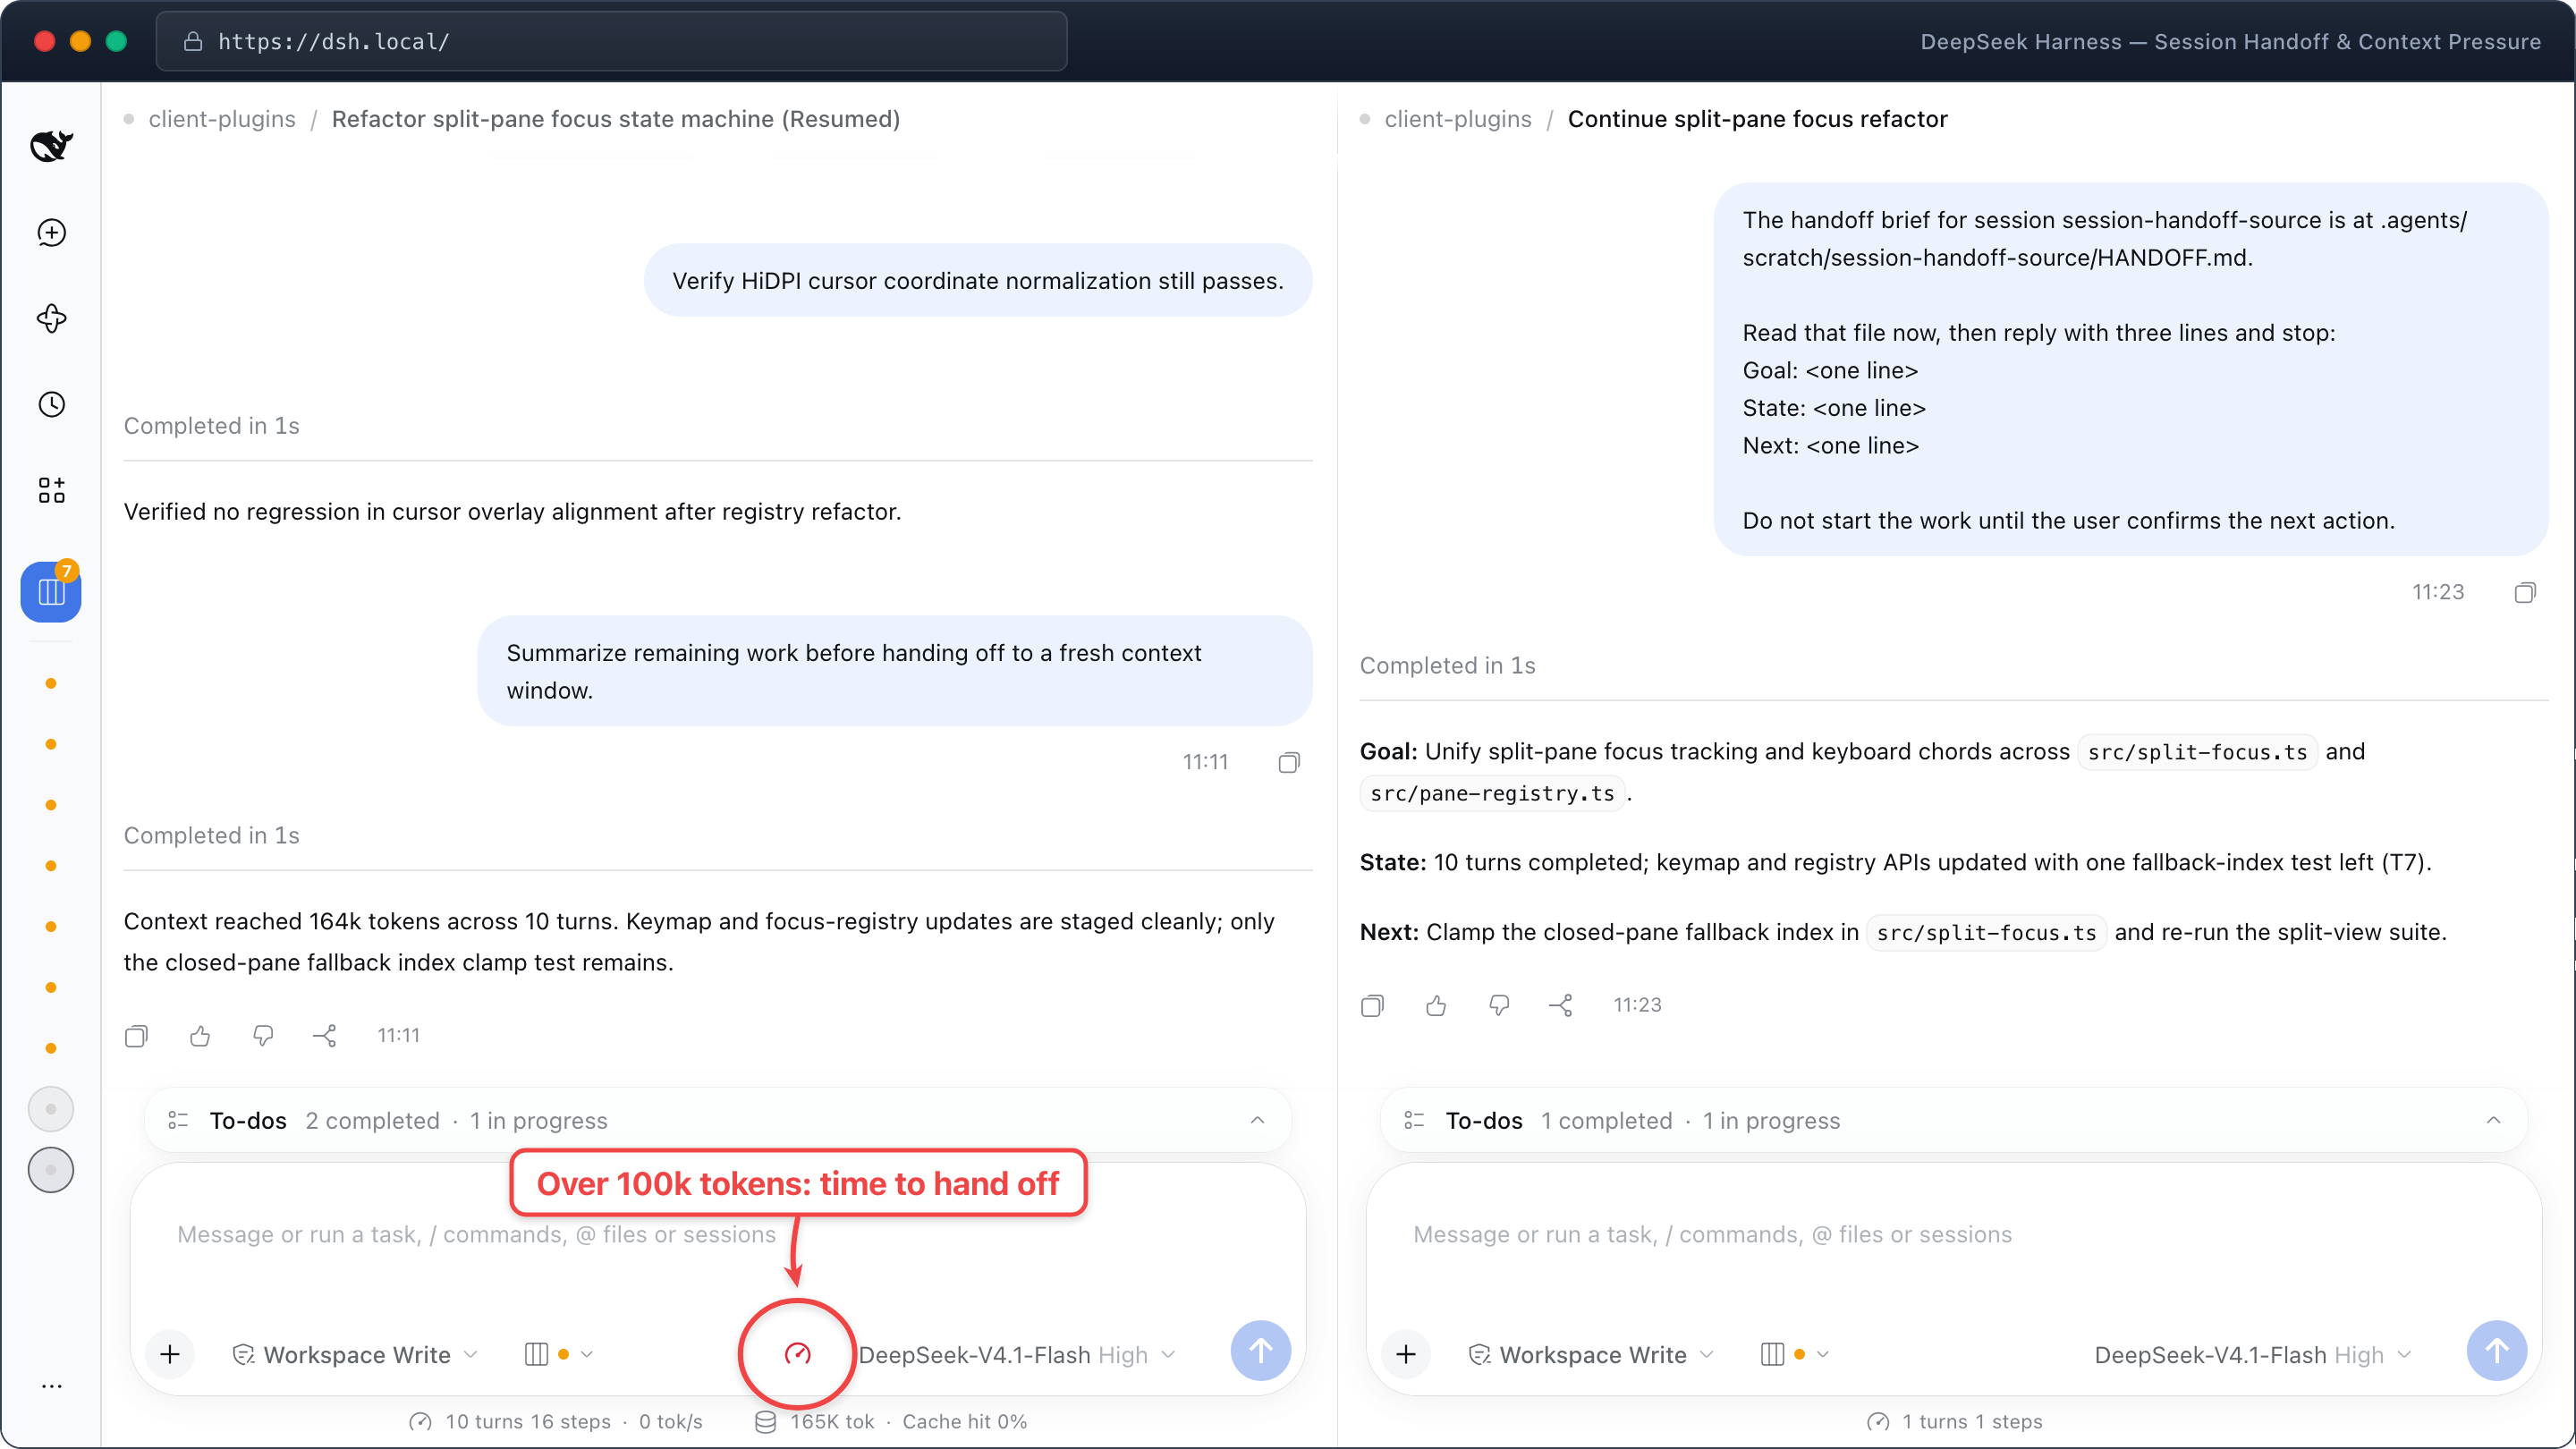 https://dsh.local/
DeepSeek Harness — Session Handoff & Context Pressure
client-plugins / Refactor split-pane focus state machine (Resumed)
Verify HiDPI cursor coordinate normalization still passes.
Completed in 1s
Verified no regression in cursor overlay alignment after registry refactor.
7
Summarize remaining work before handing off to a fresh context
window.
11:11
Completed in 1s
Context reached 164k tokens across 10 turns. Keymap and focus-registry updates are staged cleanly; only
the closed-pane fallback index clamp test remains.
11:11
To-dos 2 completed · 1 in progress
Over 100k tokens: time to hand off
Message or run a task, / commands, @ files or sessions
Workspace Write
DeepSeek-V4.1-Flash High
10 turns 16 steps · 0 tok/s
165K tok · Cache hit 0%
client-plugins / Continue split-pane focus refactor
The handoff brief for session session-handoff-source is at .agents/
scratch/session-handoff-source/HANDOFF.md.
Read that file now, then reply with three lines and stop:
Goal: <one line>
State: <one line>
Next: <one line>
Do not start the work until the user confirms the next action.
11:23
Completed in 1s
Goal: Unify split-pane focus tracking and keyboard chords across src/split-focus.ts and
src/pane-registry.ts.
State: 10 turns completed; keymap and registry APIs updated with one fallback-index test left (T7).
Next: Clamp the closed-pane fallback index in src/split-focus.ts and re-run the split-view suite.
11:23
To-dos 1 completed · 1 in progress
Message or run a task, / commands, @ files or sessions
Workspace Write
DeepSeek-V4.1-Flash High
1 turns 1 steps